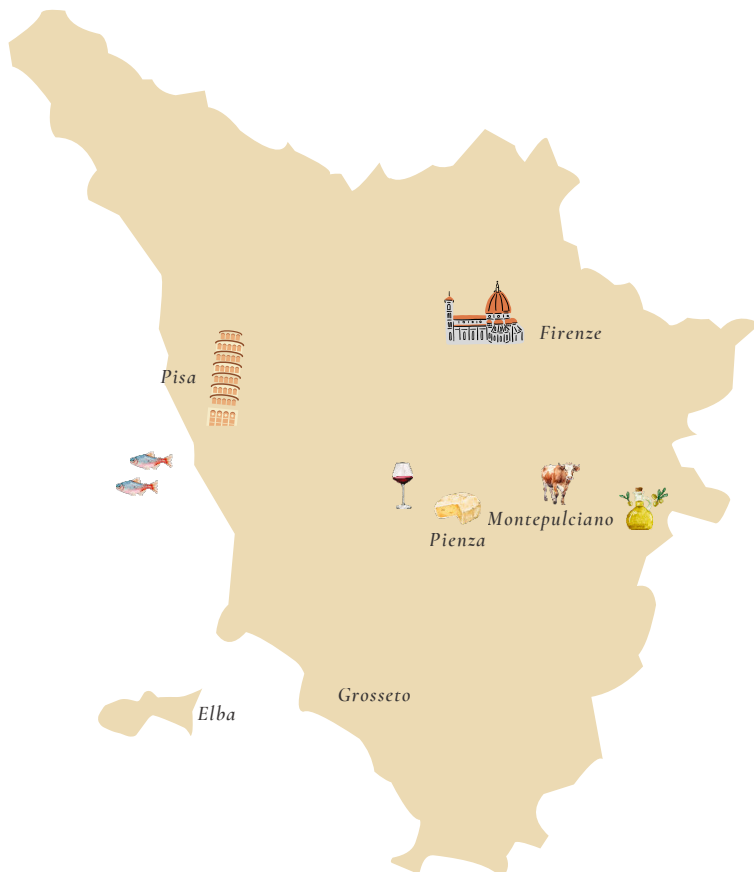 Firenze
Pisa
Montepulciano
Pienza
Grosseto
Elba